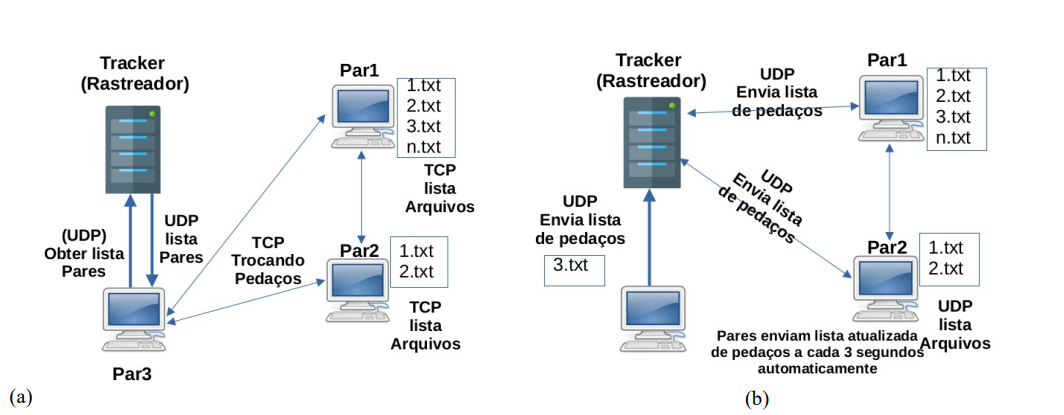 Tracker
(Rastreador)
Par1
1.txt
2.txt
3.txt
n.txt
TCP
lista
Arquivos
(UDP)
Obter lista
Pares
UDP
lista
Pares
TCP
Trocando
Pedaços
Par2
1.txt
2.txt
TCP
lista
Arquivos
Par3
(a)
Tracker
(Rastreador)
UDP
Envia lista
de pedaços
Par1
1.txt
2.txt
3.txt
n.txt
UDP
Envia lista
de pedaços
UDP
Envia lista
de pedaços
3.txt
Par2
1.txt
2.txt
UDP
lista
Arquivos
Pares enviam lista atualizada
de pedaços a cada 3 segundos
automaticamente
(b)